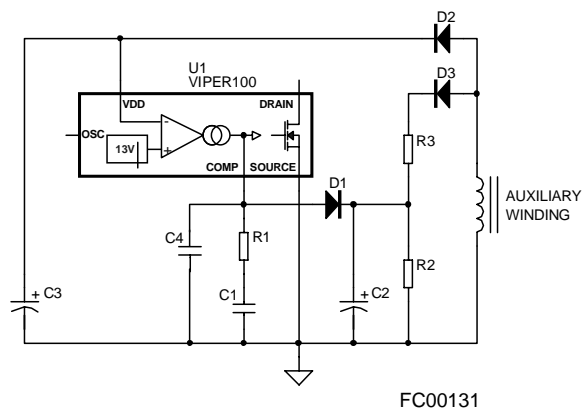 D2
U1
VIPER100
D3
VDD
DRAIN
-
OSC
13V
+
COMP SOURCE
R3
D1
AUXILIARY
WINDING
C4
R1
R2
+
C3
C1
+
C2
FC00131